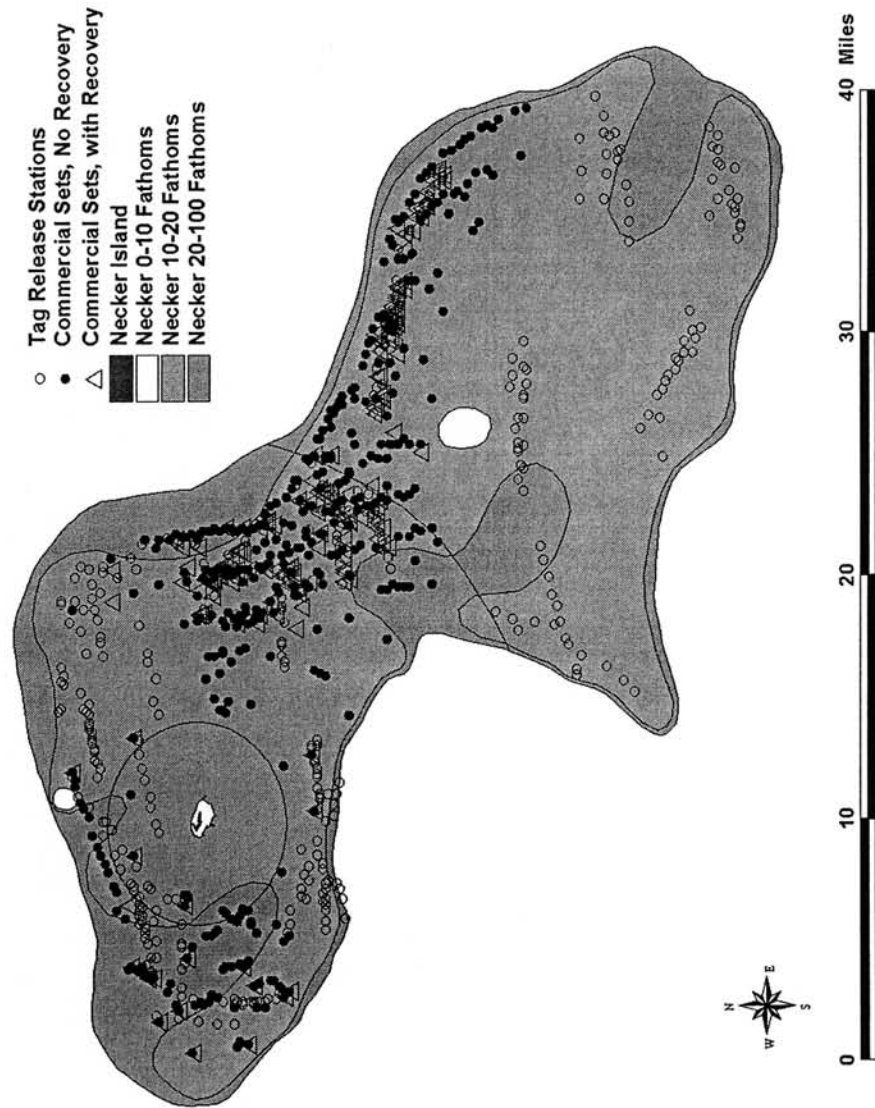 Tag Release Stations
Commercial Sets, No Recovery
Commercial Sets, with Recovery
Necker Island
Necker 0-10 Fathoms
Necker 10-20 Fathoms
Necker 20-100 Fathoms
N
W
E
S
0
10
20
30
40 Miles